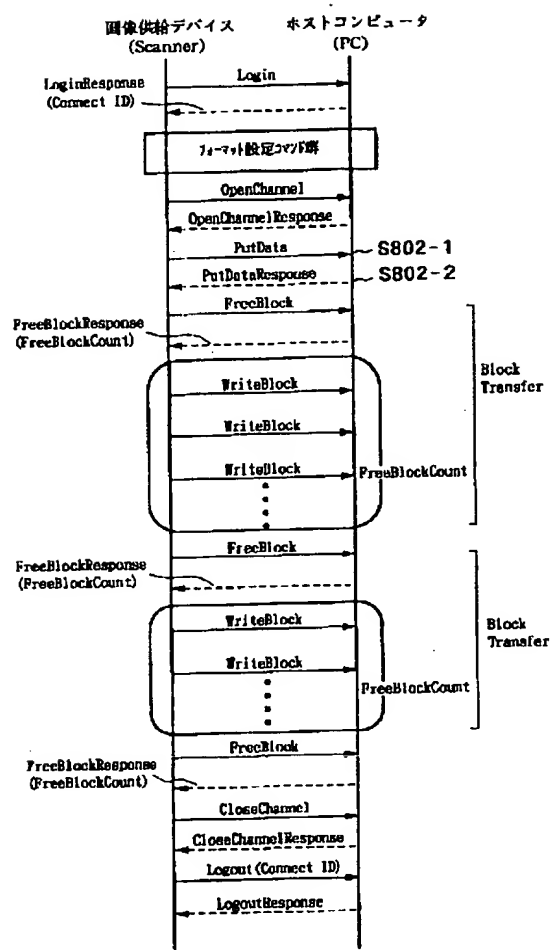 画像供給デバイス
(Scanner)
ホストコンピュータ
(PC)
Login
LoginResponse
(Connect ID)
フォーマット設定コマンド群
OpenChannel
OpenChannelResponse
PutData
S802-1
PutDataResponse
S802-2
FreeBlock
FreeBlockResponse
(FreeBlockCount)
Block
Transfer
WriteBlock
WriteBlock
WriteBlock
FreeBlockCount
FreeBlock
FreeBlockResponse
(FreeBlockCount)
WriteBlock
Block
Transfer
WriteBlock
FreeBlockCount
FreeBlock
FreeBlockResponse
(FreeBlockCount)
CloseChannel
CloseChannelResponse
Logout(Connect ID)
LogoutResponse